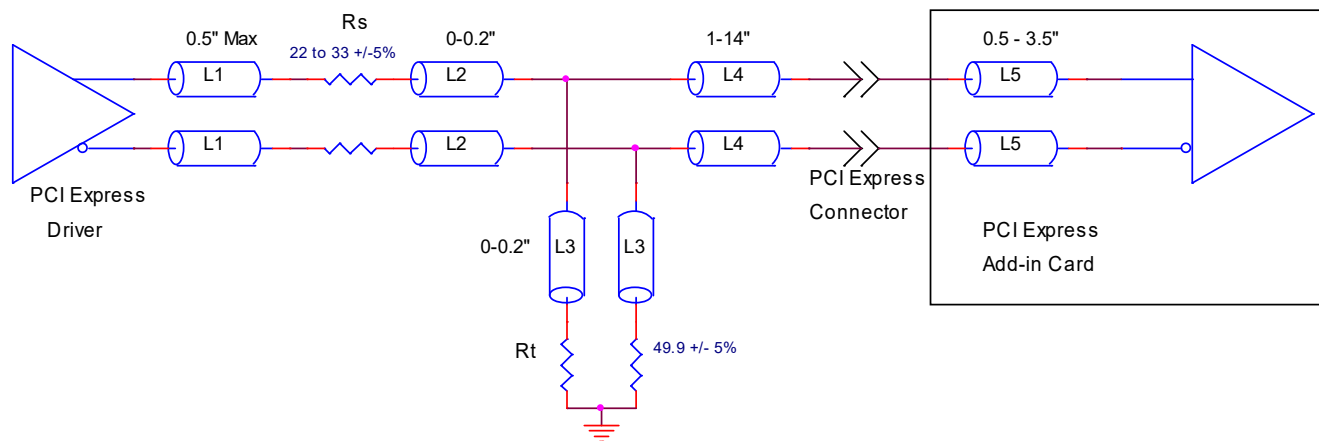 Rs
0.5" Max
22 to 33 +/-5%
0-0.2"
1-14"
0.5 - 3.5"
L1
L2
L4
L5
L1
L2
L4
L5
PCI Express
Driver
PCI Express
Connector
0-0.2"
L3
L3
PCI Express
Add-in Card
Rt
49.9 +/- 5%